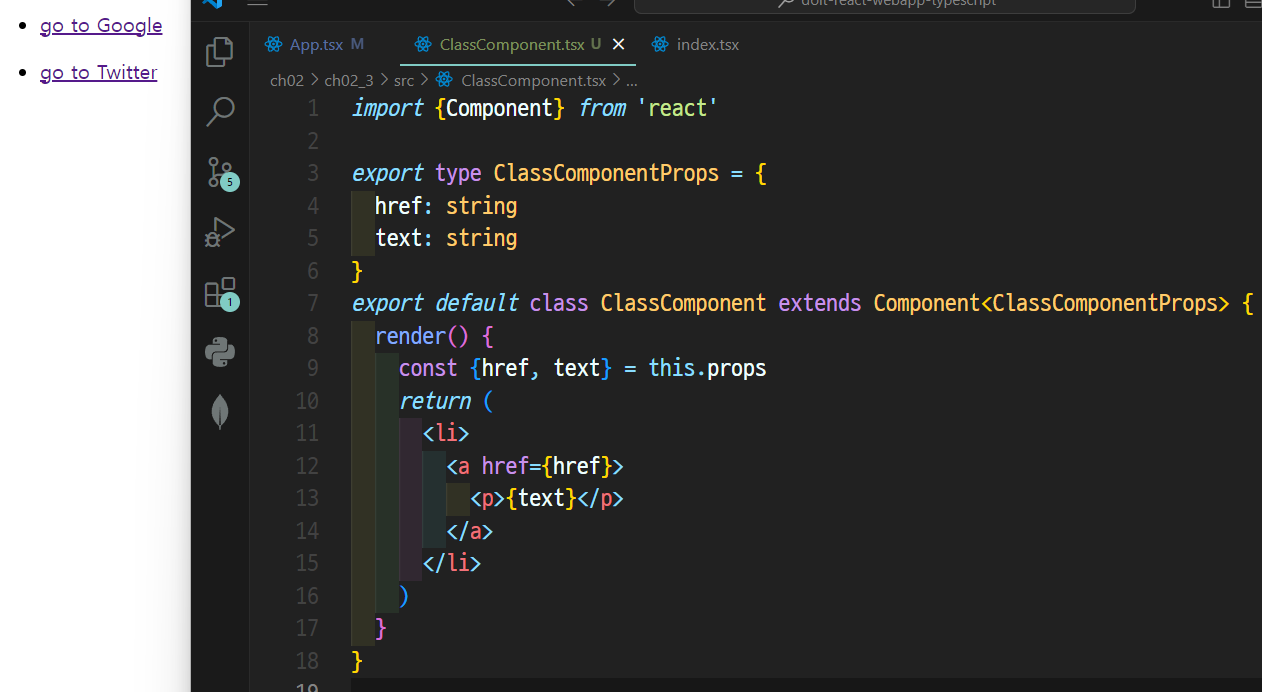 go to Google
go to Twitter
doit-react-webapp-typescript
App.tsx M
ClassComponent.tsx U
index.tsx
ch02 > ch02_3 > src > ClassComponent.tsx > ...
5
1
1 import {Component} from 'react'
2
3 export type ClassComponentProps = {
4 href: string
5 text: string
6 }
7 export default class ClassComponent extends Component<ClassComponentProps> {
8 render() {
9 const {href, text} = this.props
10 return (
11 <li>
12 <a href={href}>
13 <p>{text}</p>
14 </a>
15 </li>
16 )
17 }
18 }
19